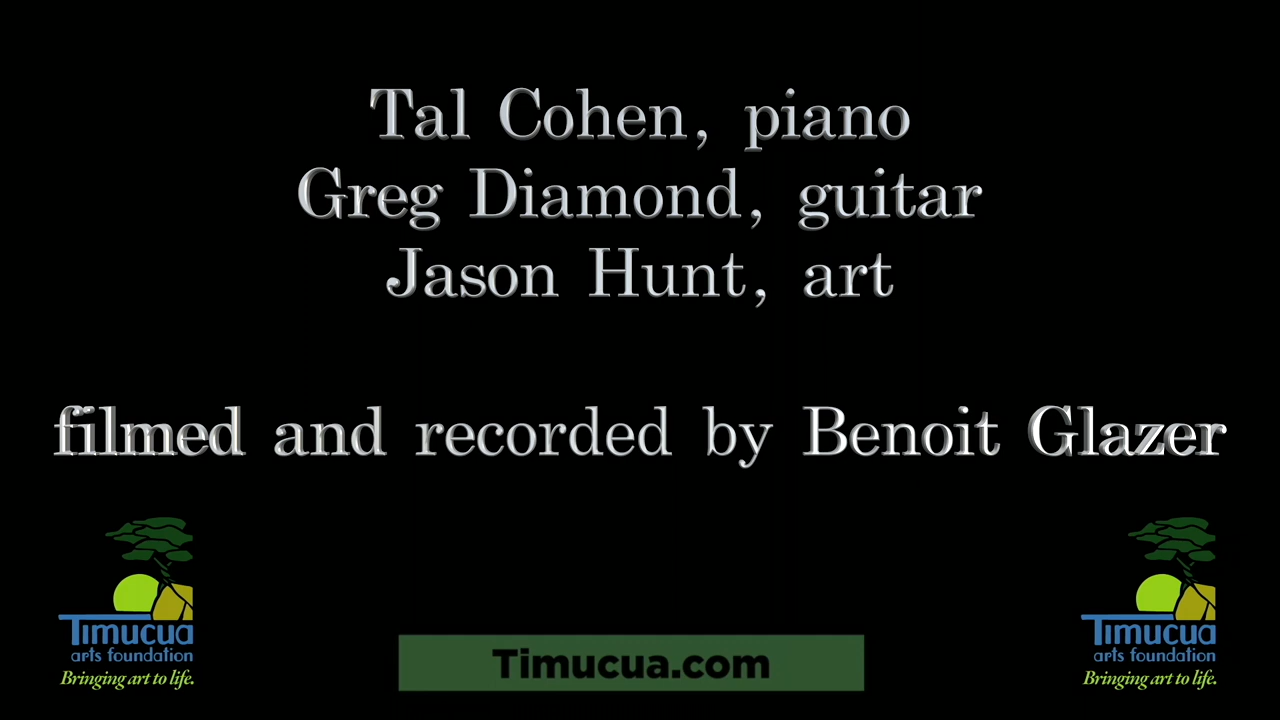 Tal Cohen, piano
Greg Diamond, guitar
Jason Hunt, art
filmed and recorded by Benoit Glazer
Timucua
arts foundation
Bringing art to life.
Timucua.com
Timucua
arts foundation
Bringing art to life.